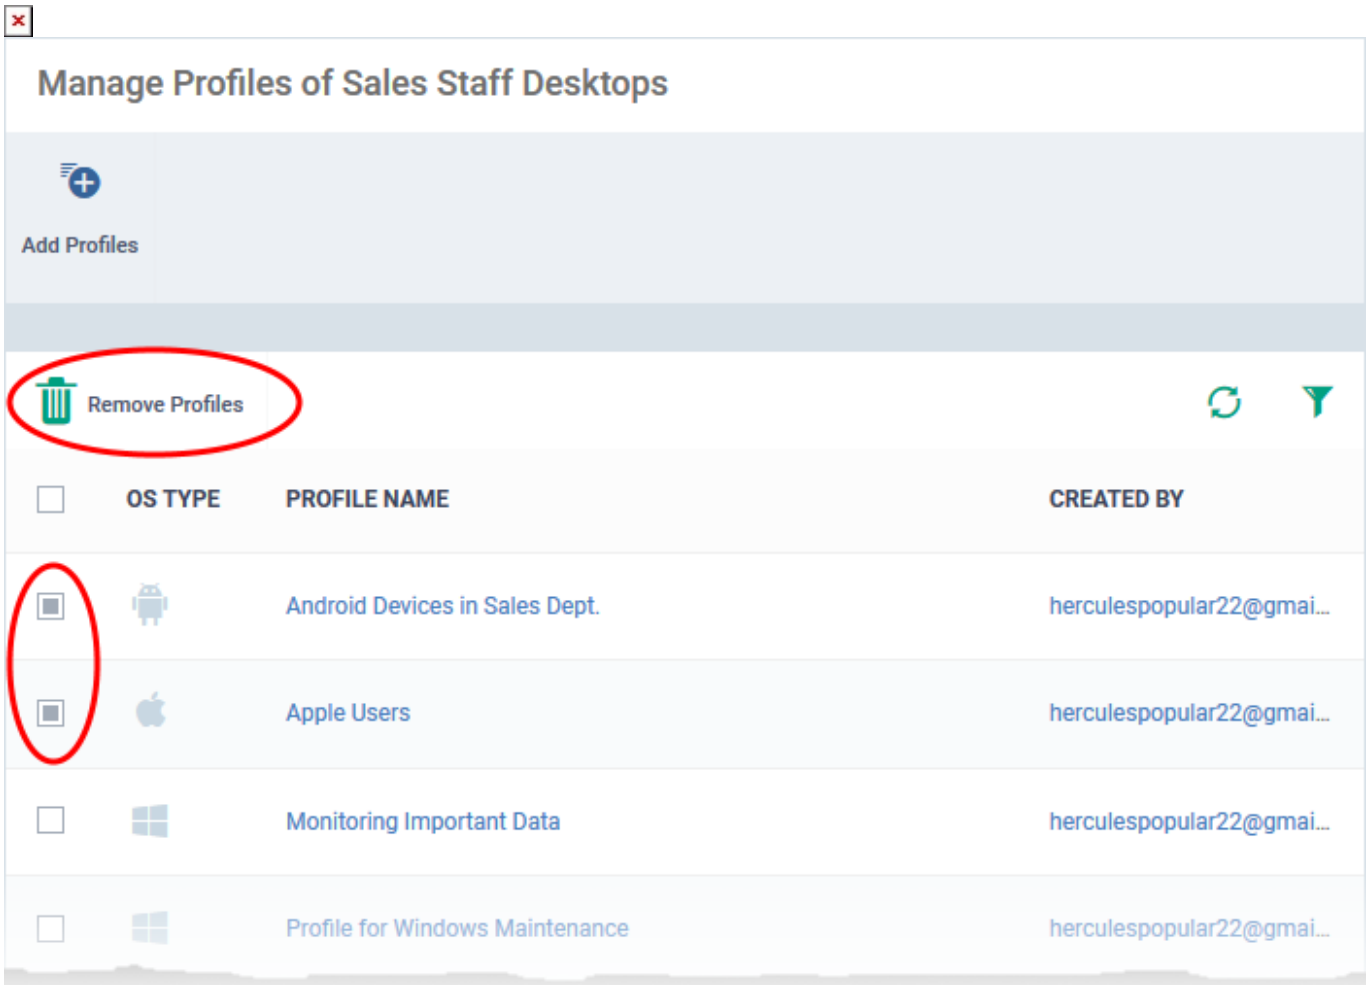 Manage Profiles of Sales Staff Desktops
Add Profiles
Remove Profiles
OS TYPE PROFILE NAME CREATED BY
Android Devices in Sales Dept. herculespopular22@gmai...
Apple Users herculespopular22@gmai...
Monitoring Important Data herculespopular22@gmai...
Profile for Windows Maintenance herculespopular22@gmai...